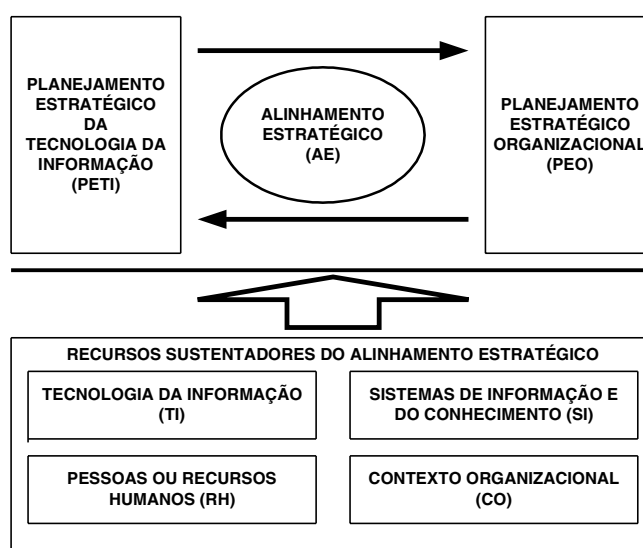 PLANEJAMENTO
ESTRATÉGICO
DA
TECNOLOGIA DA
INFORMAÇÃO
(PETI)
ALINHAMENTO
ESTRATÉGICO
(AE)
PLANEJAMENTO
ESTRATÉGICO
ORGANIZACIONAL
(PEO)
RECURSOS SUSTENTADORES DO ALINHAMENTO ESTRATÉGICO
TECNOLOGIA DA INFORMAÇÃO
(TI)
SISTEMAS DE INFORMAÇÃO E
DO CONHECIMENTO (SI)
PESSOAS OU RECURSOS
HUMANOS (RH)
CONTEXTO ORGANIZACIONAL
(CO)